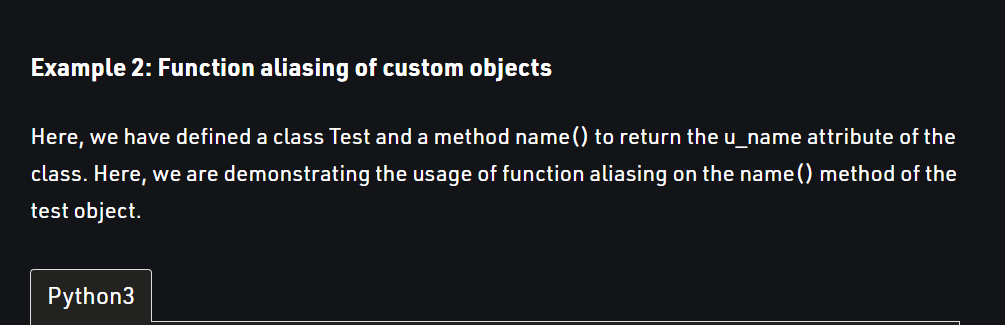 Example 2: Function aliasing of custom objects
Here, we have defined a class Test and a method name() to return the u_name attribute of the
class. Here, we are demonstrating the usage of function aliasing on the name() method of the
test object.
Python3